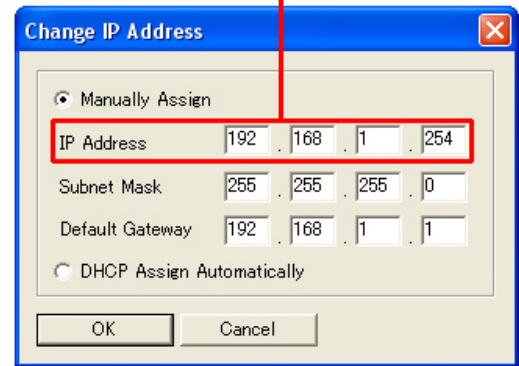 Change IP Address
Manually Assign
IP Address 192 . 168 . 1 . 254
Subnet Mask 255 . 255 . 255 . 0
Default Gateway 192 . 168 . 1 . 1
DHCP Assign Automatically
OK Cancel